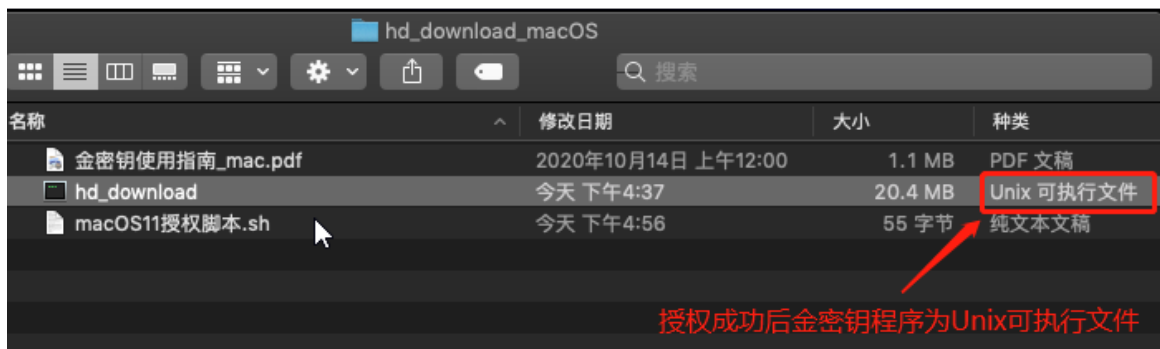 hd_download_macOS
搜索
名称 修改日期 大小 种类
金密钥使用指南_mac.pdf 2020年10月14日 上午12:00 1.1 MB PDF 文稿
hd_download 今天 下午4:37 20.4 MB Unix 可执行文件
macOS11授权脚本.sh 今天 下午4:56 55 字节 纯文本文稿
授权成功后金密钥程序为Unix可执行文件